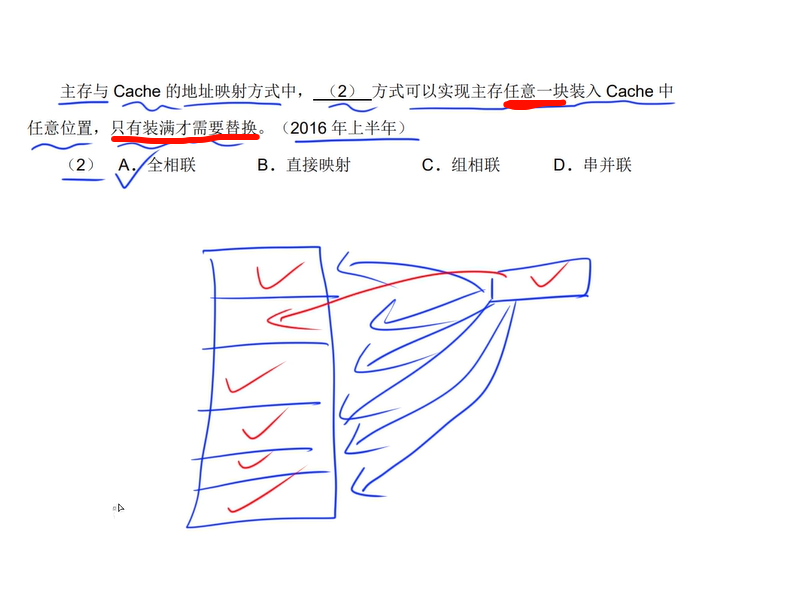 主存与 Cache 的地址映射方式中，（2）方式可以实现主存任意一块装入 Cache 中
任意位置，只有装满才需要替换。（2016 年上半年）
（2） A．全相联 B．直接映射 C．组相联 D．串并联